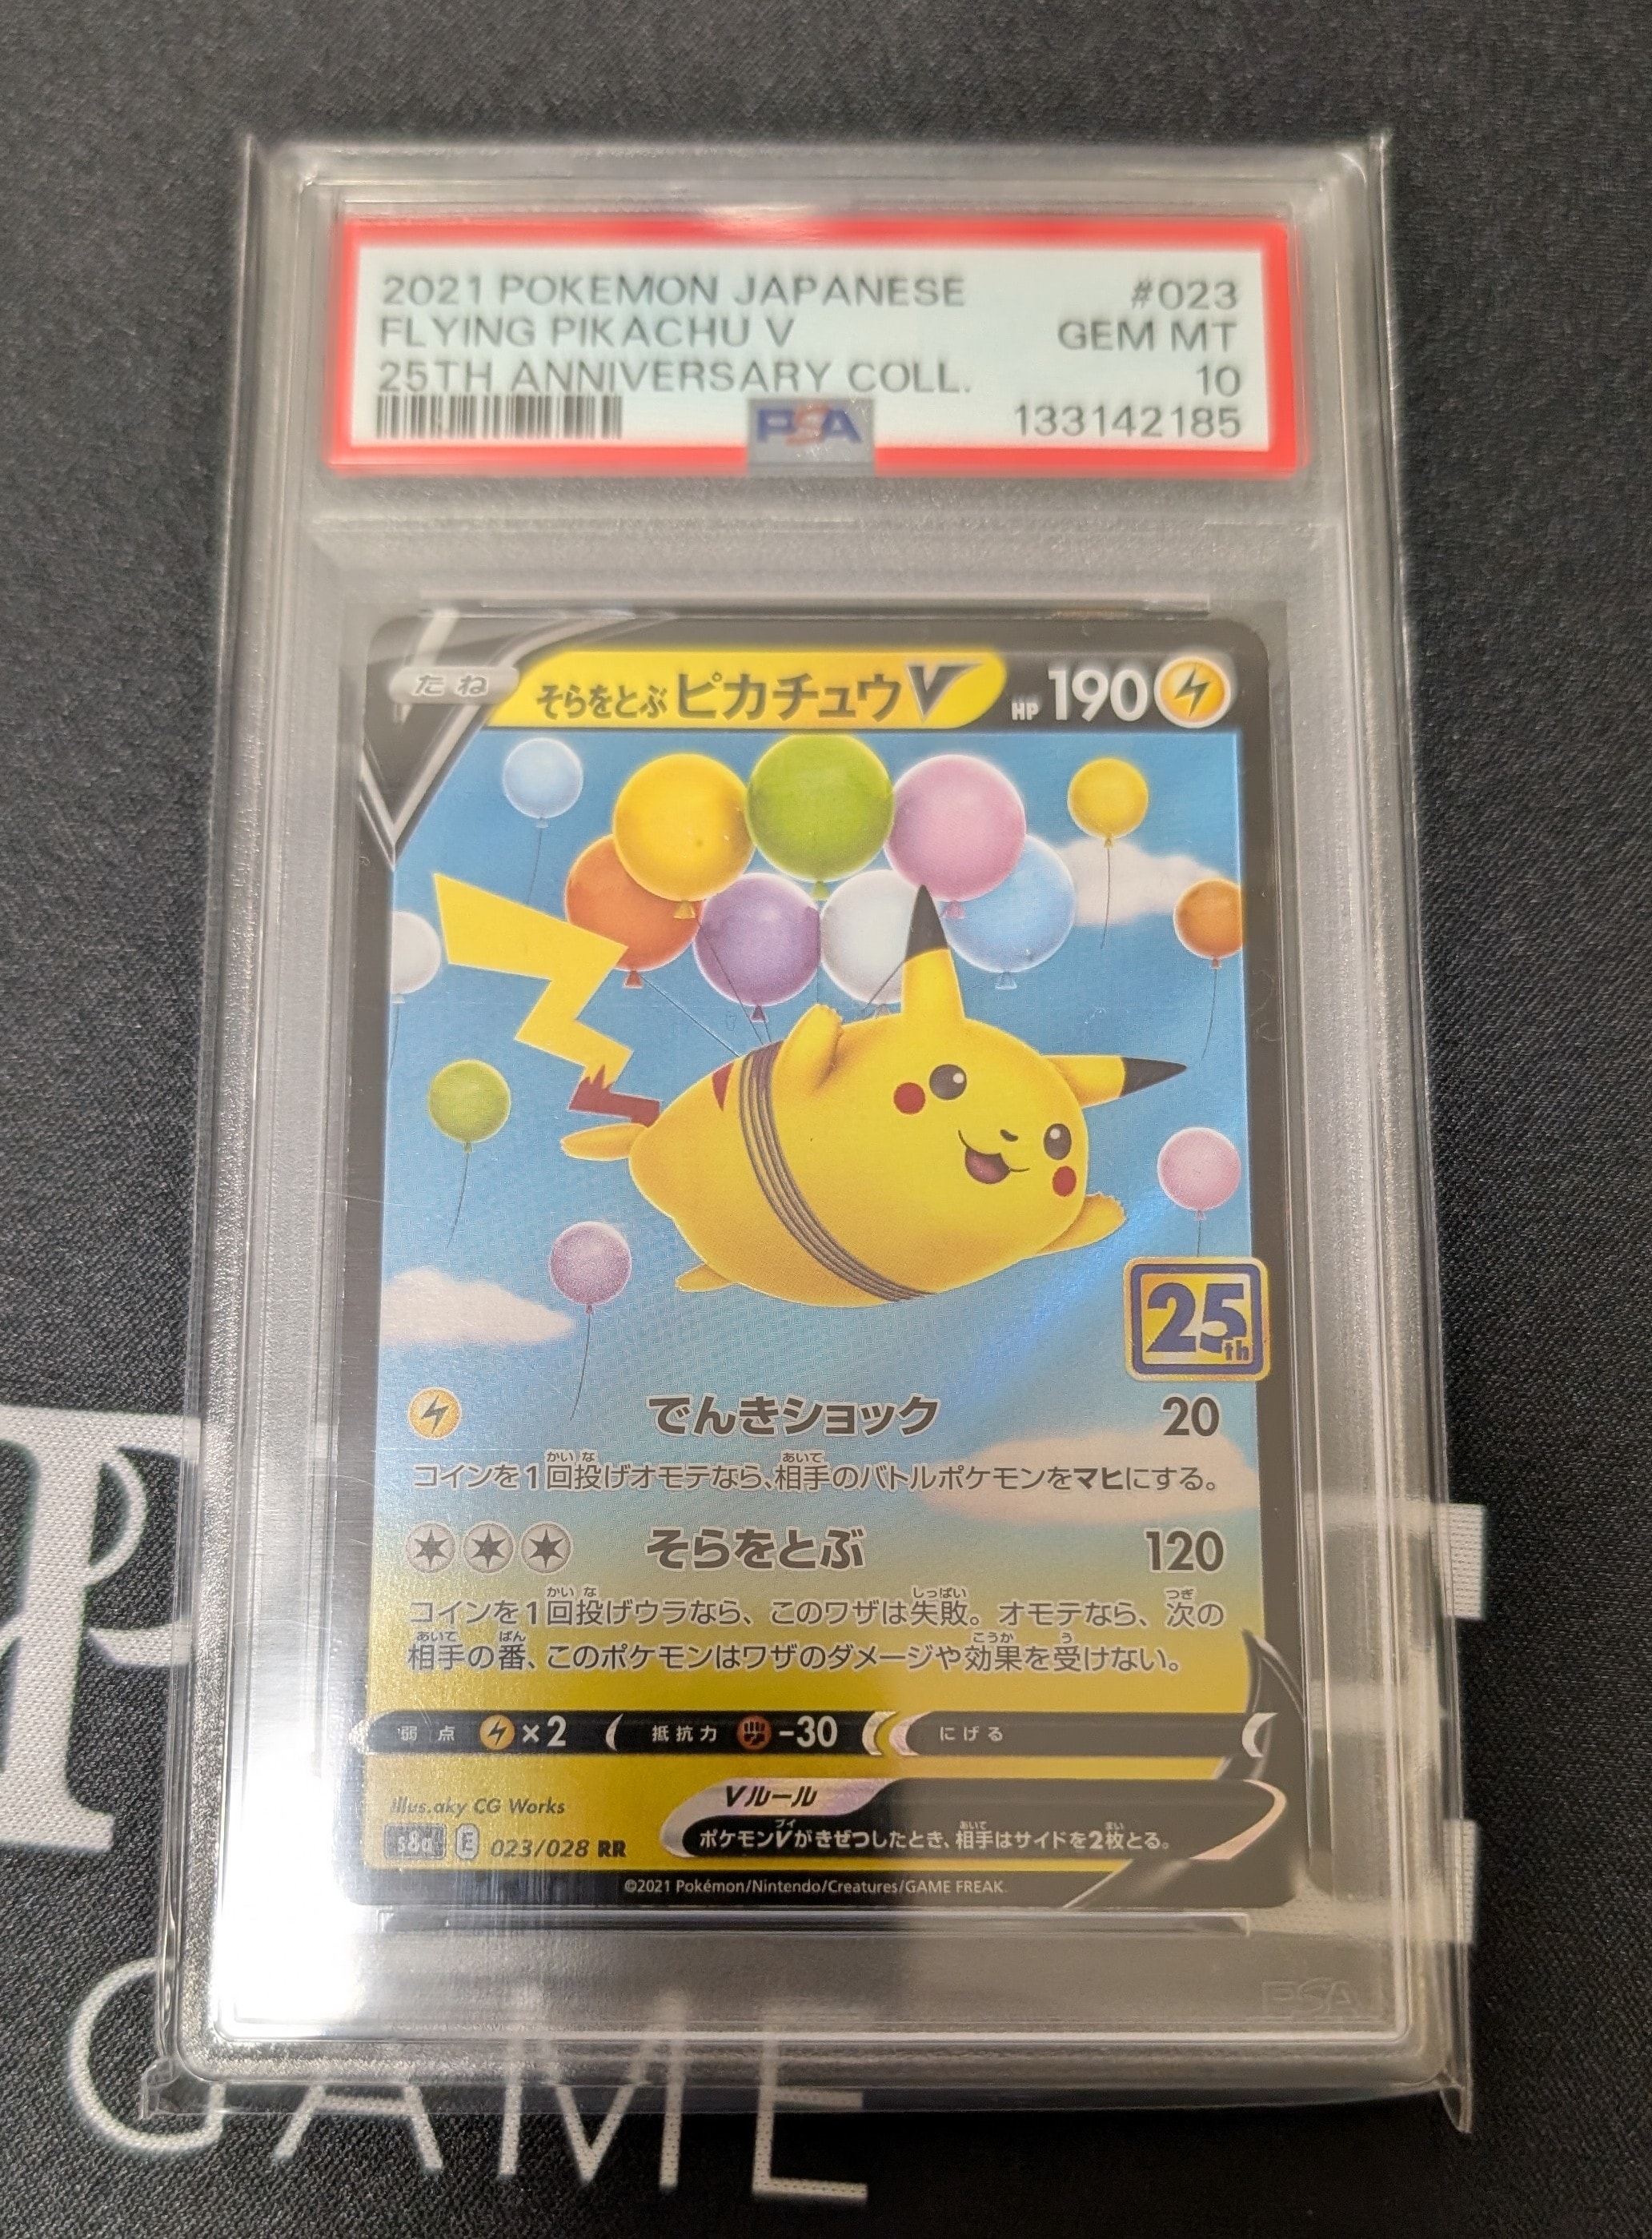 2021 POKEMON JAPANESE #023
FLYING PIKACHU V GEM MT
25TH ANNIVERSARY COLL. 10
PSA 133142185
たね そらをとぶピカチュウV HP 190
25th
でんきショック 20
コインを1回投げオモテなら、相手のバトルポケモンをマヒにする。
そらをとぶ 120
コインを1回投げウラなら、このワザは失敗。オモテなら、次の
相手の番、このポケモンはワザのダメージや効果を受けない。
弱点 ×2 抵抗力 -30 にげる
Vルール
ポケモンVがきぜつしたとき、相手はサイドを2枚とる。
Illus.aky CG Works
s8a E 023/028 RR
©2021 Pokémon/Nintendo/Creatures/GAME FREAK.
PSA
GAME